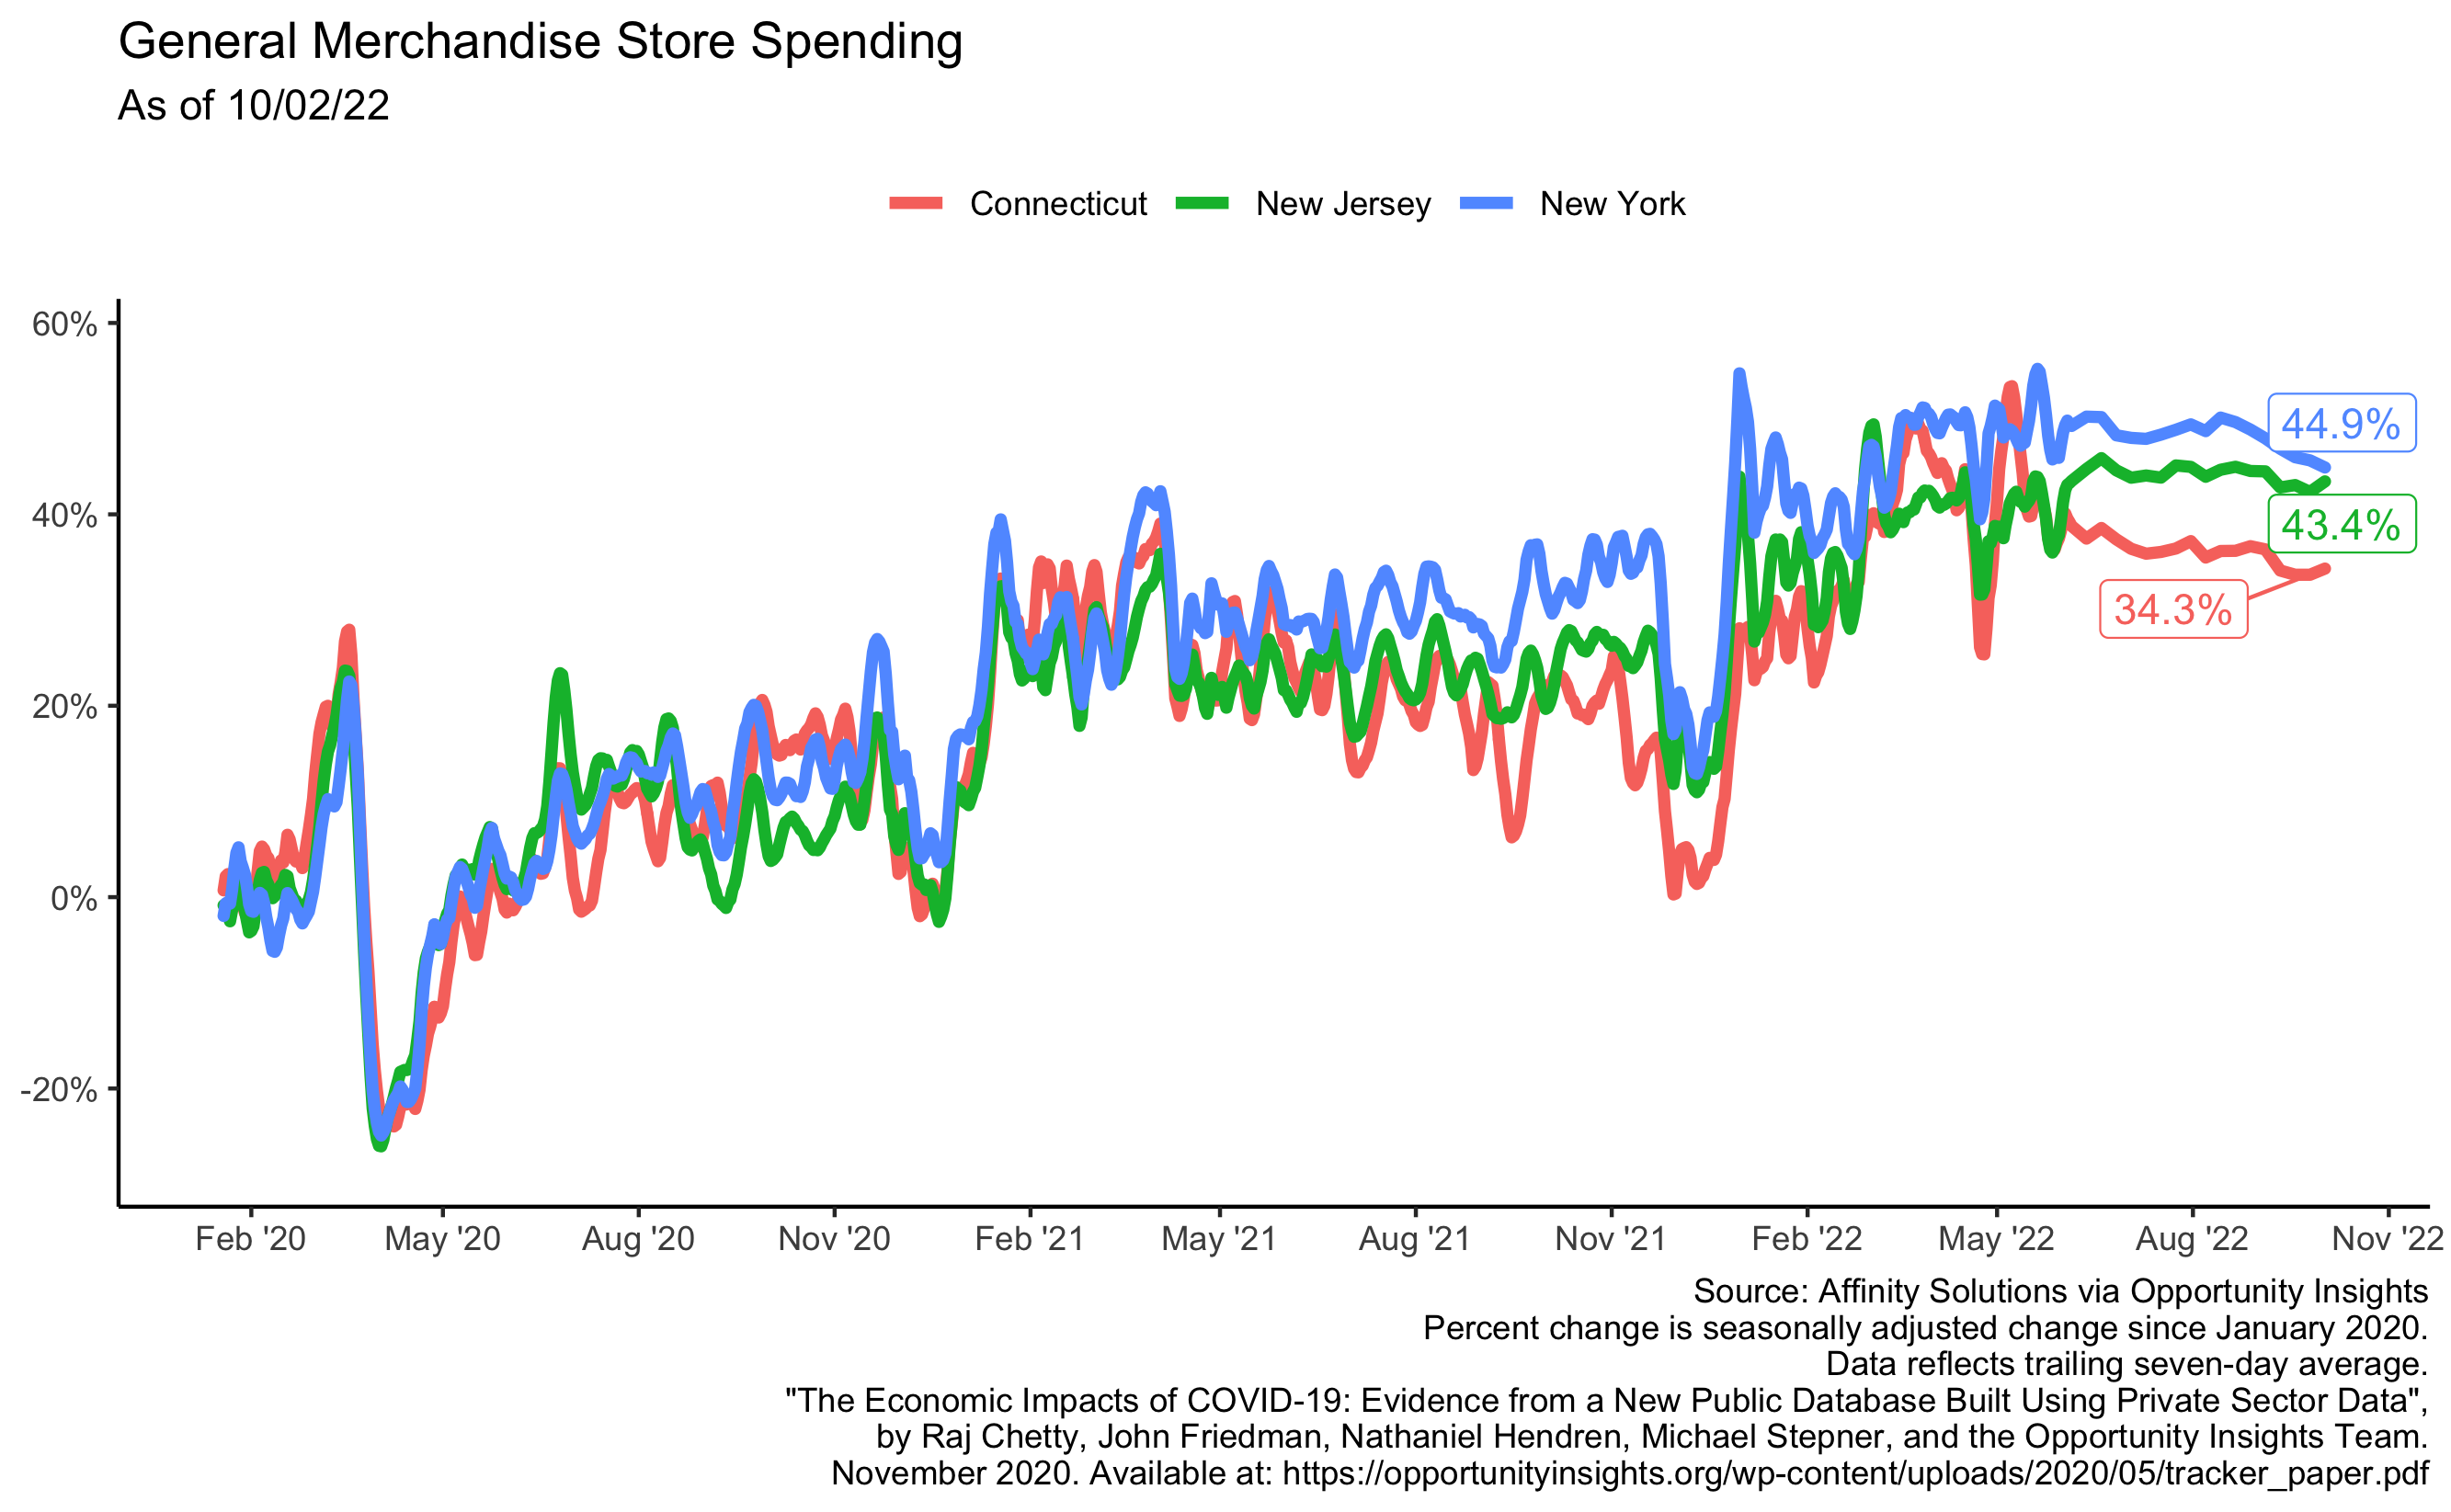 General Merchandise Store Spending
As of 10/02/22
Connecticut New Jersey New York
60%
40%
20%
0%
-20%
44.9%
43.4%
34.3%
Feb '20 May '20 Aug '20 Nov '20 Feb '21 May '21 Aug '21 Nov '21 Feb '22 May '22 Aug '22 Nov '22
Source: Affinity Solutions via Opportunity Insights
Percent change is seasonally adjusted change since January 2020.
Data reflects trailing seven-day average.
"The Economic Impacts of COVID-19: Evidence from a New Public Database Built Using Private Sector Data",
by Raj Chetty, John Friedman, Nathaniel Hendren, Michael Stepner, and the Opportunity Insights Team.
November 2020. Available at: https://opportunityinsights.org/wp-content/uploads/2020/05/tracker_paper.pdf